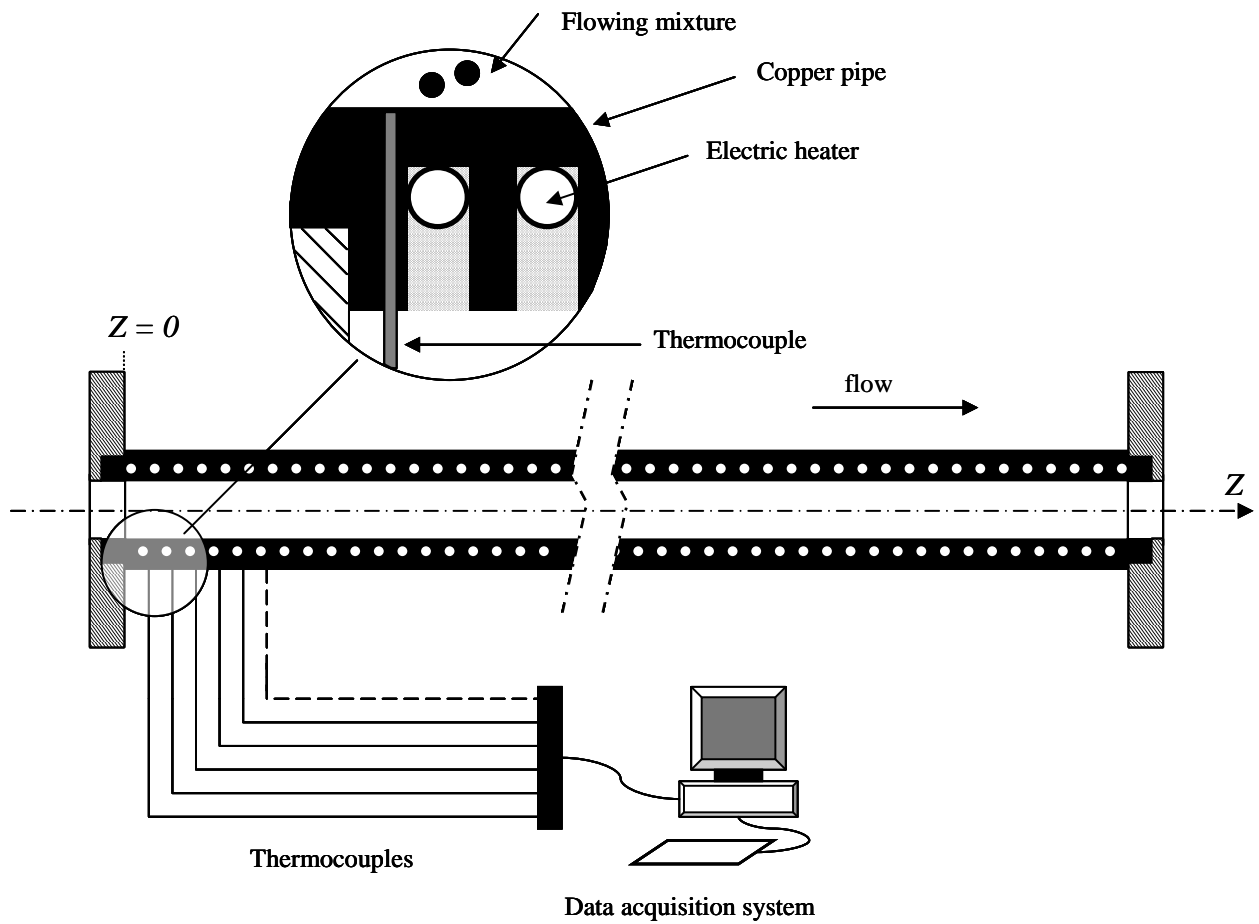 Flowing mixture
Copper pipe
Electric heater
Z = 0
Thermocouple
flow
Z
Thermocouples
Data acquisition system